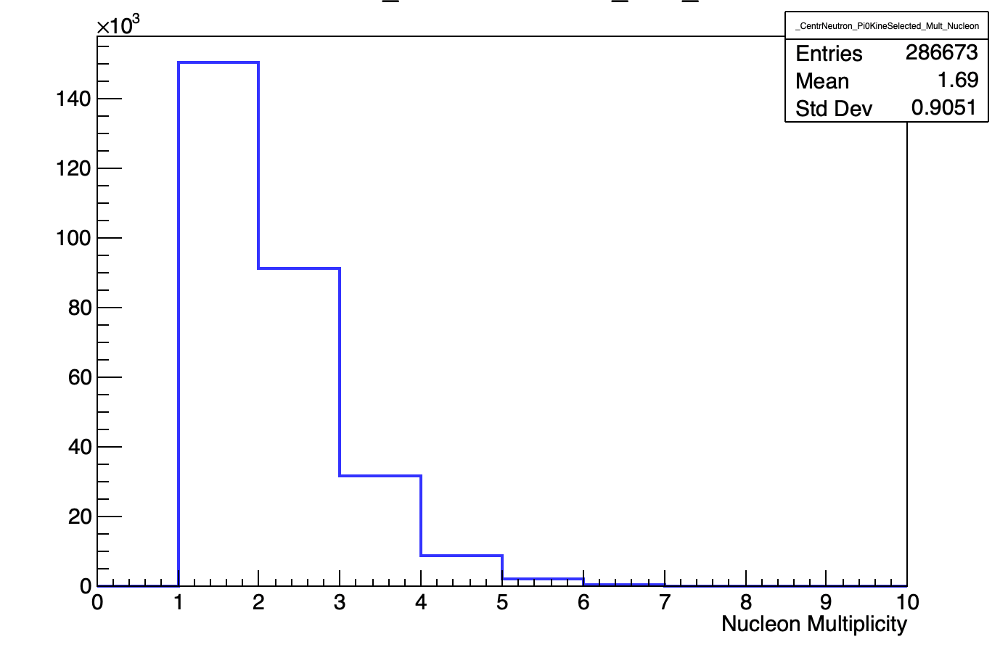 ×10³
_CentrNeutron_Pi0KineSelected_Mult_Nucleon
Entries 286673
Mean 1.69
Std Dev 0.9051
140
120
100
80
60
40
20
0
0 1 2 3 4 5 6 7 8 9 10
Nucleon Multiplicity